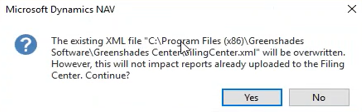 Microsoft Dynamics NAV
The existing XML file "C:\Program Files (x86)\Greenshades
Software\Greenshades Center\filingCenter.xml" will be overwritten.
However, this will not impact reports already uploaded to the Filing
Center. Continue?
Yes
No